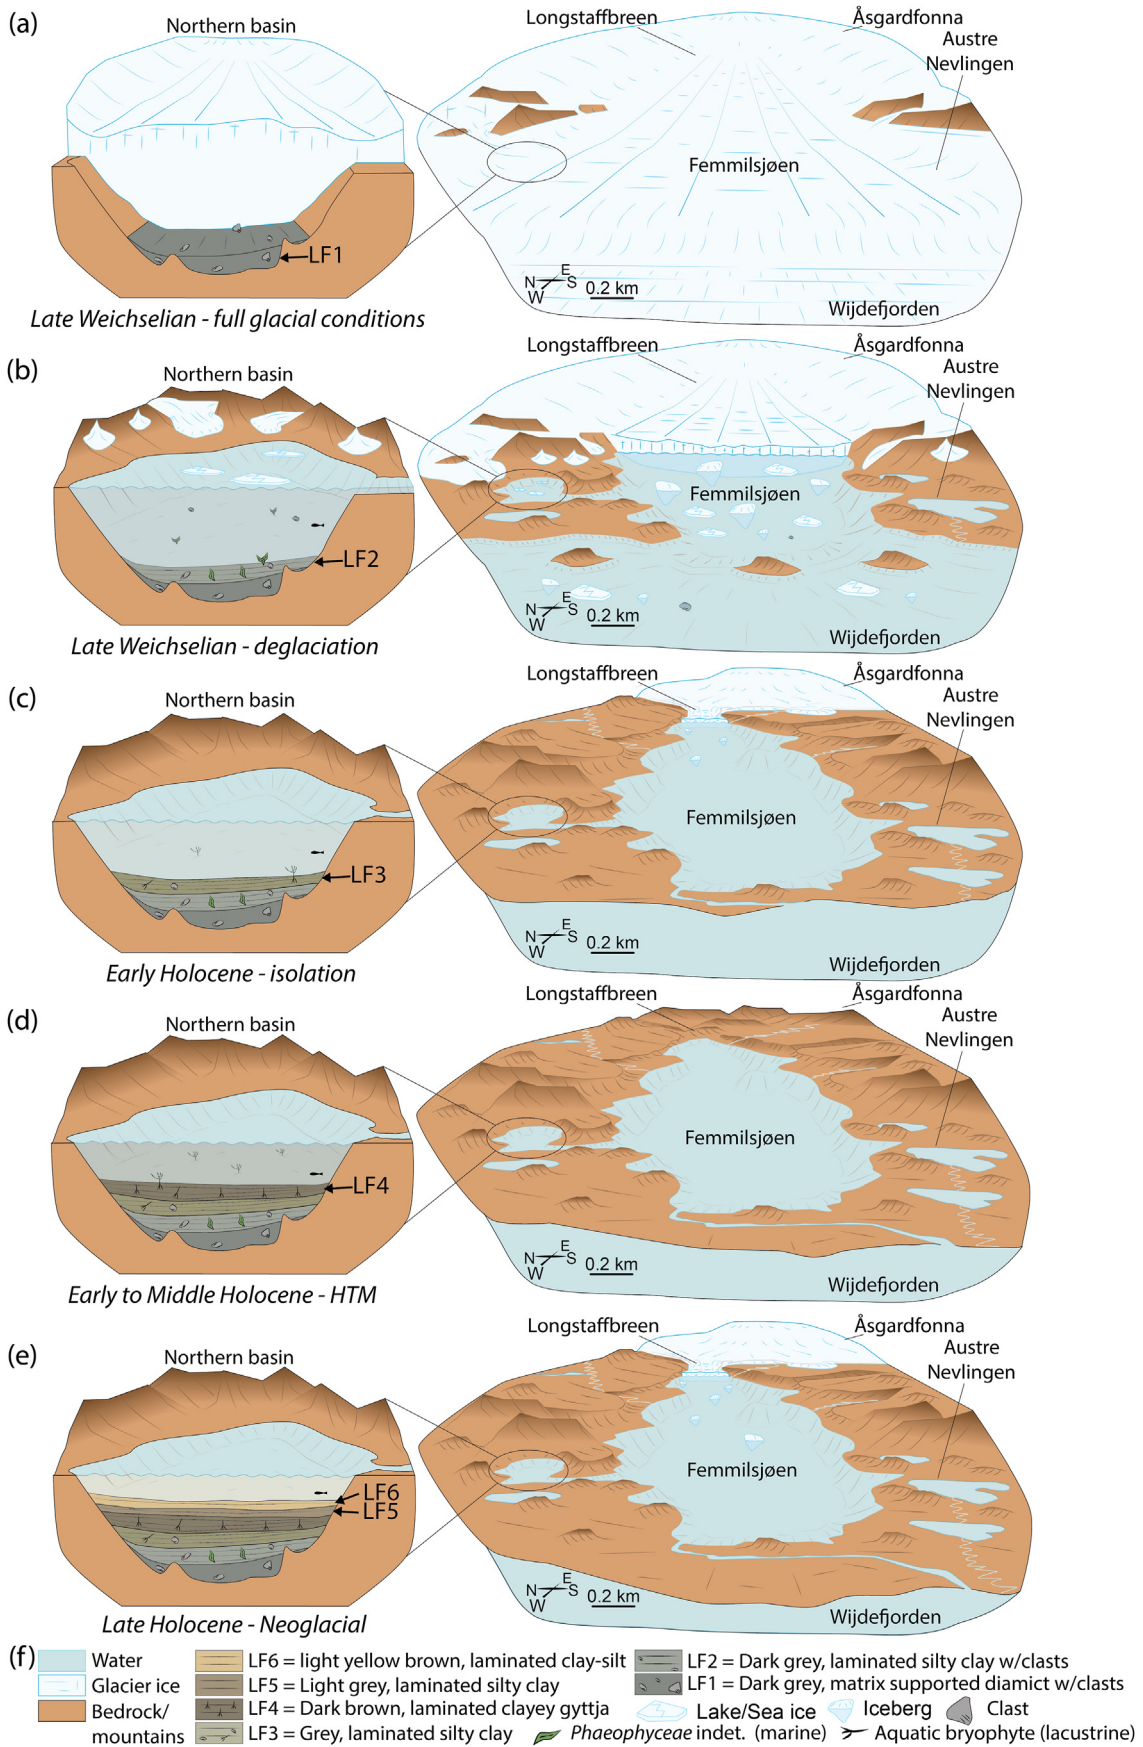 (a)
Northern basin
Longstaffbreen
Åsgardfonna
Austre
Nevlingen
Femmilsjøen
LF1
N E
W S
0.2 km
Wijdefjorden
Late Weichselian - full glacial conditions
(b)
Northern basin
Longstaffbreen
Åsgardfonna
Austre
Nevlingen
Femmilsjøen
LF2
N E
W S
0.2 km
Wijdefjorden
Late Weichselian - deglaciation
(c)
Northern basin
Longstaffbreen
Åsgardfonna
Austre
Nevlingen
Femmilsjøen
LF3
N E
W S
0.2 km
Wijdefjorden
Early Holocene - isolation
(d)
Northern basin
Longstaffbreen
Åsgardfonna
Austre
Nevlingen
Femmilsjøen
LF4
N E
W S
0.2 km
Wijdefjorden
Early to Middle Holocene - HTM
(e)
Northern basin
Longstaffbreen
Åsgardfonna
Austre
Nevlingen
Femmilsjøen
LF6
LF5
N E
W S
0.2 km
Wijdefjorden
Late Holocene - Neoglacial
(f)
Water
Glacier ice
Bedrock/
mountains
LF6 = light yellow brown, laminated clay-silt
LF5 = Light grey, laminated silty clay
LF4 = Dark brown, laminated clayey gyttja
LF3 = Grey, laminated silty clay
LF2 = Dark grey, laminated silty clay w/clasts
LF1 = Dark grey, matrix supported diamict w/clasts
Lake/Sea ice
Iceberg
Clast
Phaeophyceae indet. (marine)
Aquatic bryophyte (lacustrine)